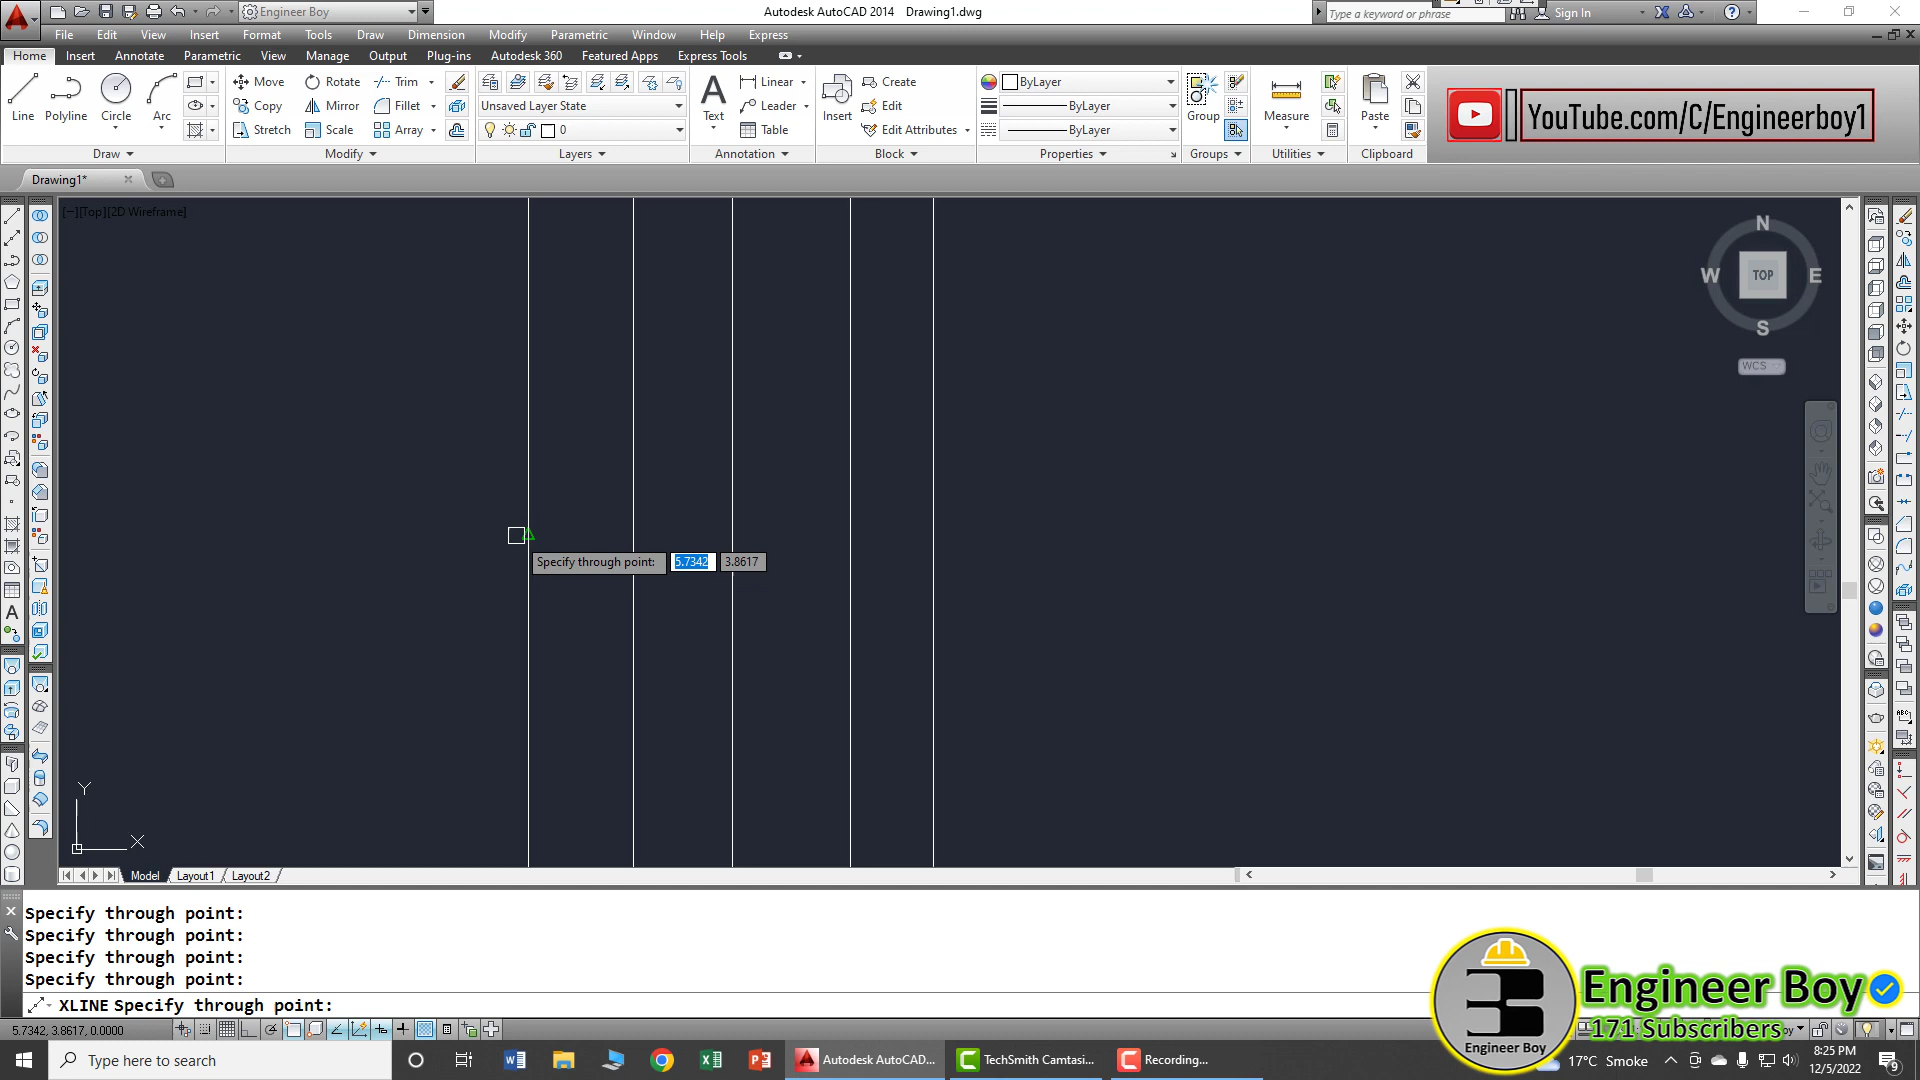 Engineer Boy
Autodesk AutoCAD 2014 Drawing1.dwg
Type a keyword or phrase
Sign In
File Edit View Insert Format Tools Draw Dimension Modify Parametric Window Help Express
Home Insert Annotate Parametric View Manage Output Plug-ins Autodesk 360 Featured Apps Express Tools
Line Polyline Circle Arc
Move Rotate Trim
Copy Mirror Fillet
Stretch Scale Array
Unsaved Layer State
0
Text
Linear
Leader
Table
Insert
Create
Edit
Edit Attributes
ByLayer
ByLayer
ByLayer
Group
Measure
Paste
Draw Modify Layers Annotation Block Properties Groups Utilities Clipboard
YouTube.com/C/Engineerboy1
Drawing1*
[−][Top][2D Wireframe]
N
W TOP E
S
WCS
Specify through point: 5.7342 3.8617
Y
X
Model Layout1 Layout2
Specify through point:
Specify through point:
Specify through point:
Specify through point:
XLINE Specify through point:
5.7342, 3.8617, 0.0000
Engineer Boy
171 Subscribers
Engineer Boy
Type here to search
Autodesk AutoCAD...
TechSmith Camtasi...
Recording...
17°C Smoke
8:25 PM
12/5/2022
9